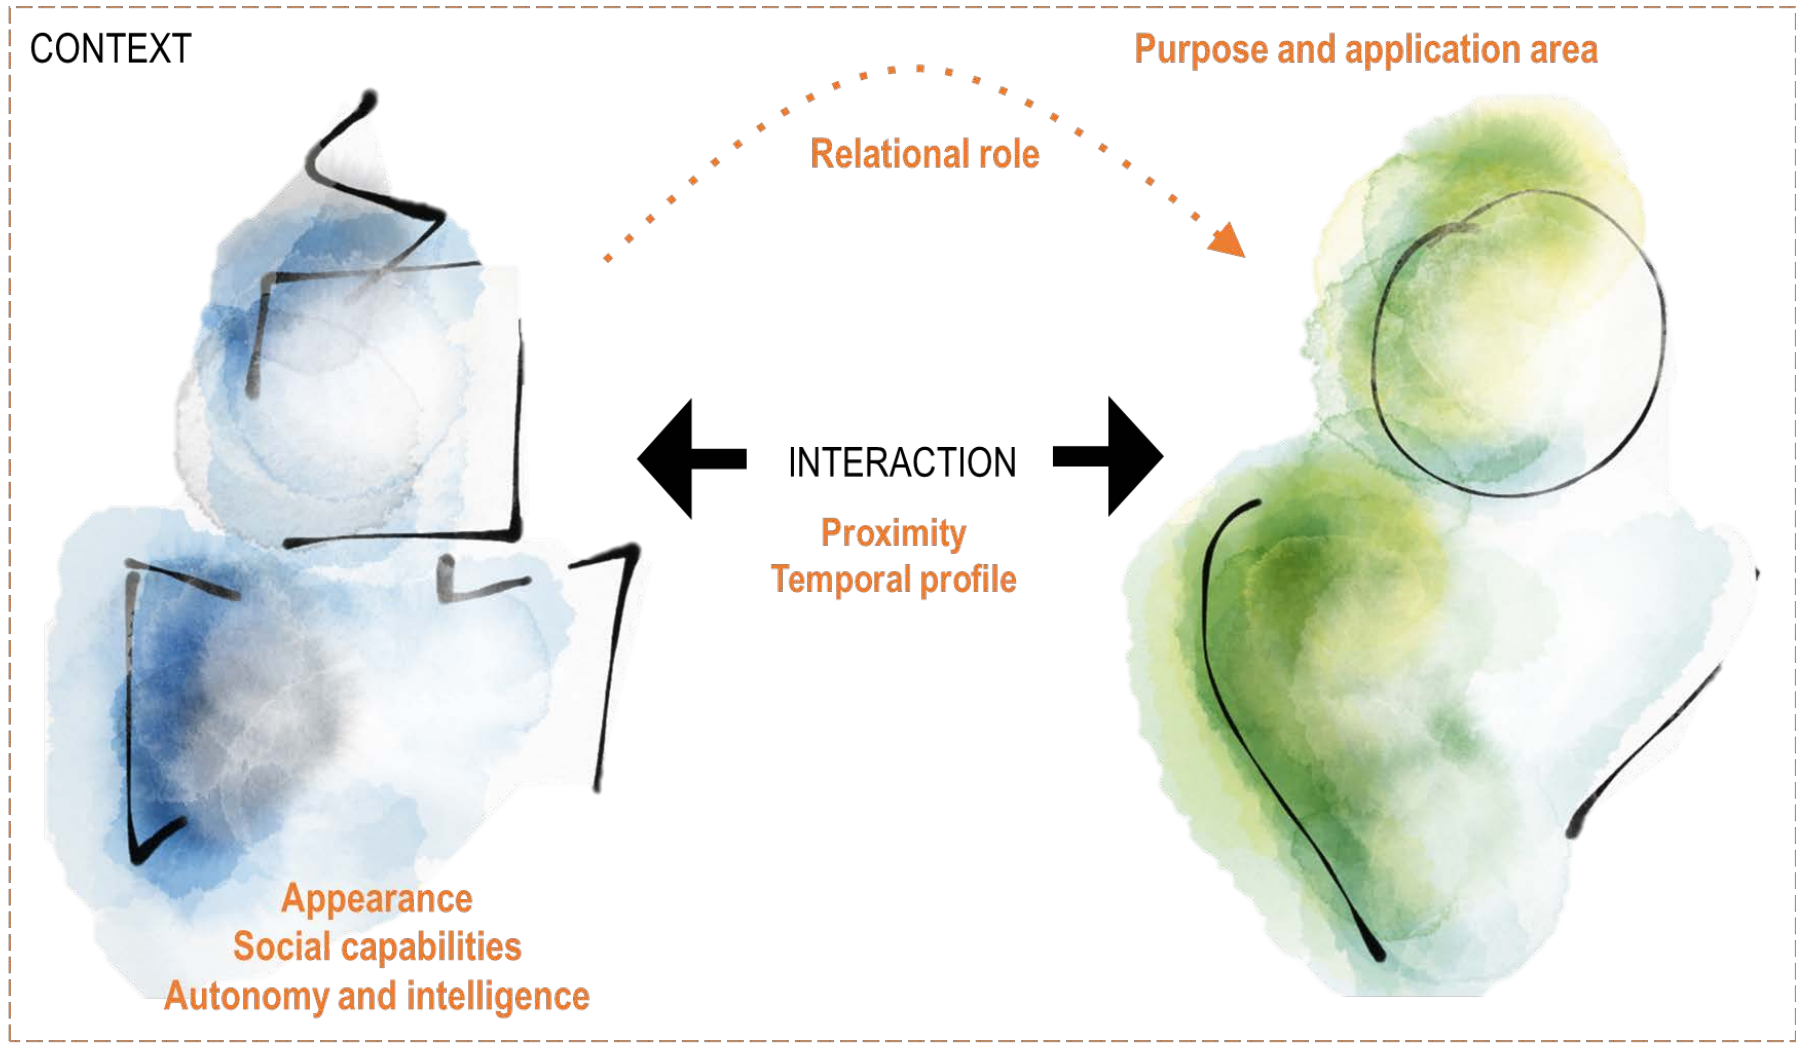 CONTEXT
Purpose and application area
Relational role
INTERACTION
Proximity
Temporal profile
Appearance
Social capabilities
Autonomy and intelligence